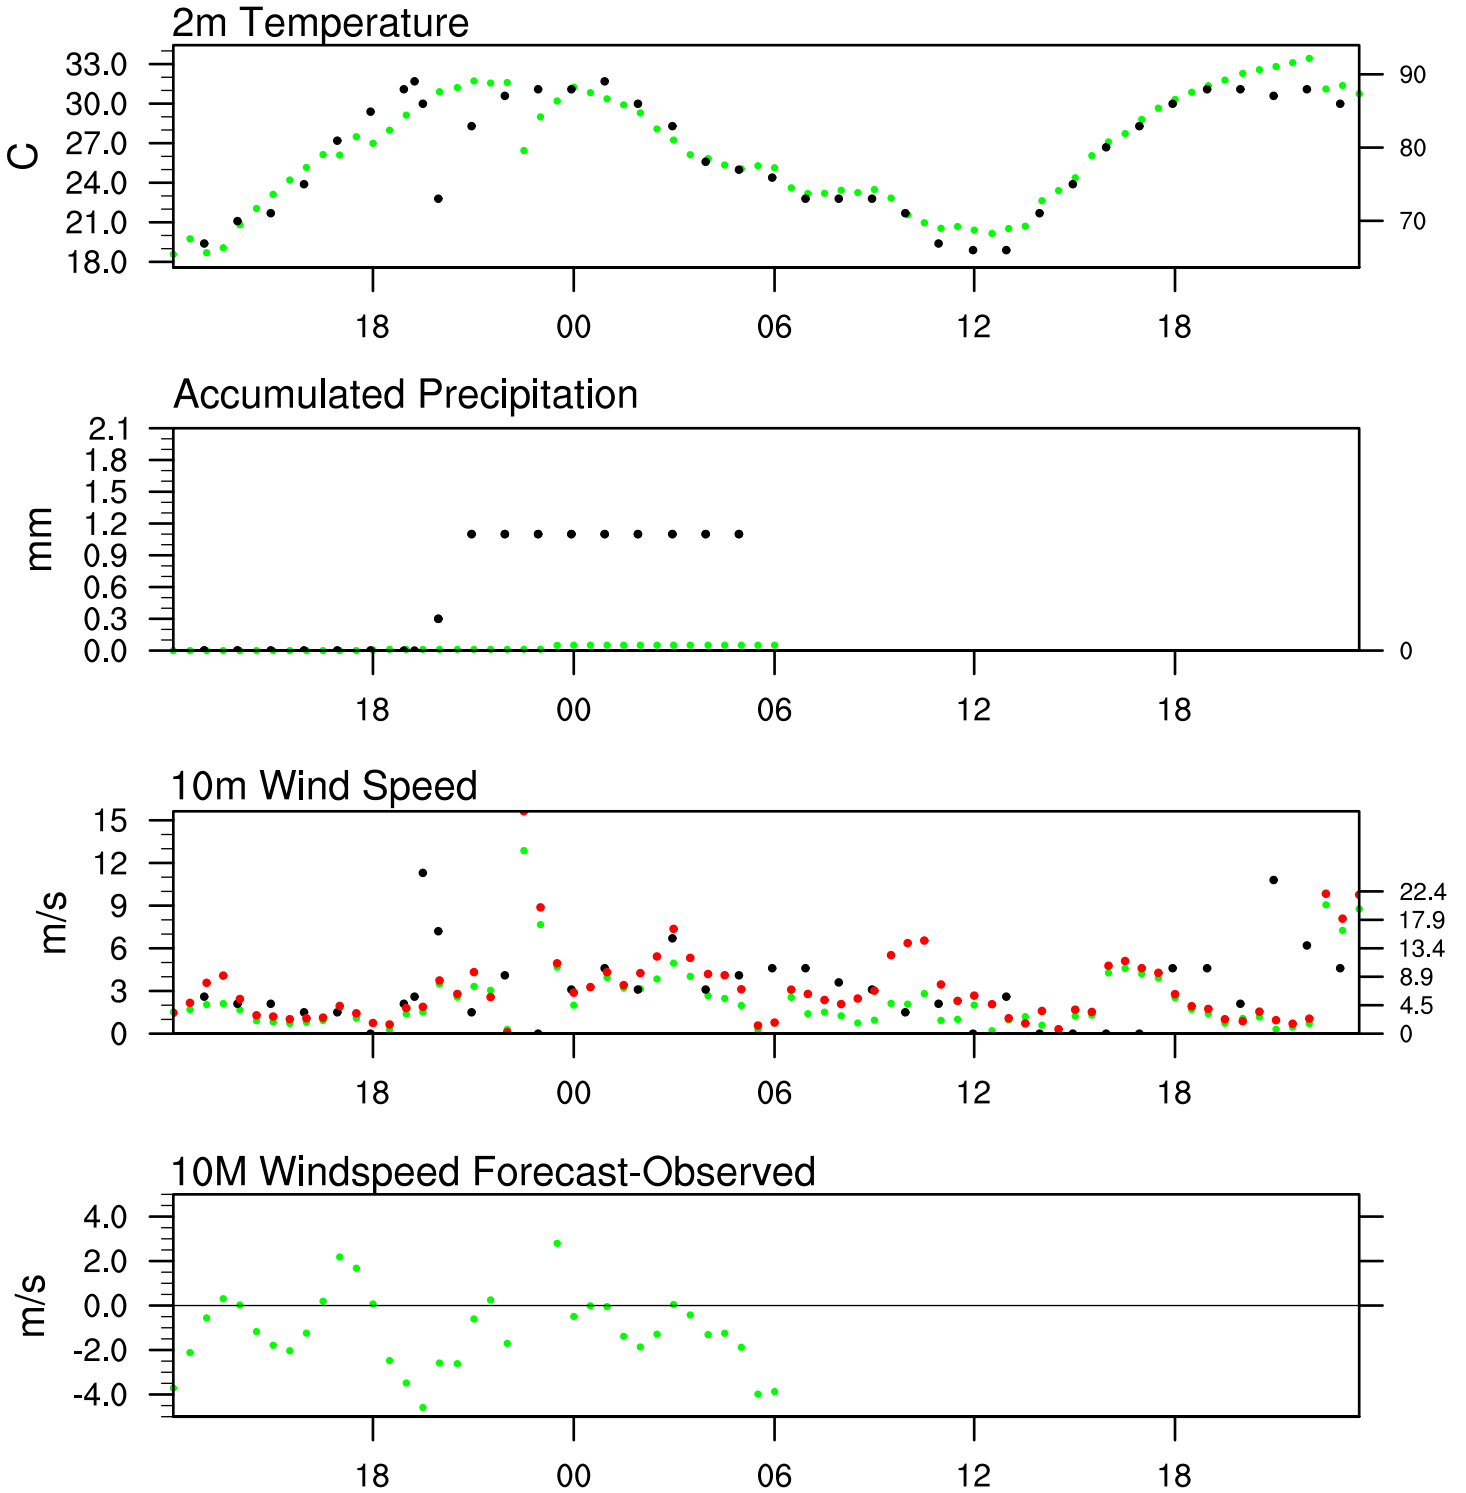 2m Temperature
33.0
30.0
27.0
24.0
21.0
18.0
C
90
80
70
18 00 06 12 18
Accumulated Precipitation
2.1
1.8
1.5
1.2
0.9
0.6
0.3
0.0
mm
0
18 00 06 12 18
10m Wind Speed
15
12
9
6
3
0
m/s
22.4
17.9
13.4
8.9
4.5
0
18 00 06 12 18
10M Windspeed Forecast-Observed
4.0
2.0
0.0
-2.0
-4.0
m/s
18 00 06 12 18